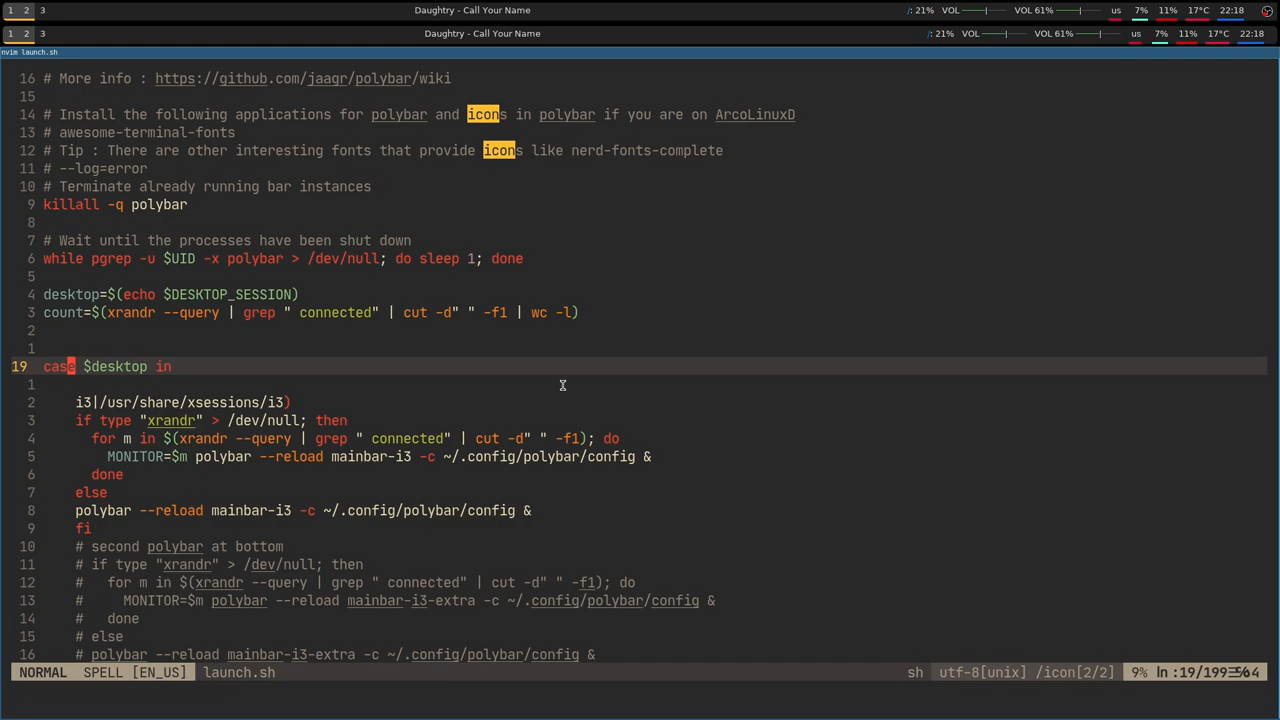 1 2 3 Daughtry - Call Your Name /: 21% VOL VOL 61% us 7% 11% 17°C 22:18
1 2 3 Daughtry - Call Your Name /: 21% VOL VOL 61% us 7% 11% 17°C 22:18
nvim launch.sh
16 # More info : https://github.com/jaagr/polybar/wiki
15
14 # Install the following applications for polybar and icons in polybar if you are on ArcoLinuxD
13 # awesome-terminal-fonts
12 # Tip : There are other interesting fonts that provide icons like nerd-fonts-complete
11 # --log=error
10 # Terminate already running bar instances
9 killall -q polybar
8
7 # Wait until the processes have been shut down
6 while pgrep -u $UID -x polybar > /dev/null; do sleep 1; done
5
4 desktop=$(echo $DESKTOP_SESSION)
3 count=$(xrandr --query | grep " connected" | cut -d" " -f1 | wc -l)
2
1
19 case $desktop in
1
2 i3|/usr/share/xsessions/i3)
3 if type "xrandr" > /dev/null; then
4 for m in $(xrandr --query | grep " connected" | cut -d" " -f1); do
5 MONITOR=$m polybar --reload mainbar-i3 -c ~/.config/polybar/config &
6 done
7 else
8 polybar --reload mainbar-i3 -c ~/.config/polybar/config &
9 fi
10 # second polybar at bottom
11 # if type "xrandr" > /dev/null; then
12 # for m in $(xrandr --query | grep " connected" | cut -d" " -f1); do
13 # MONITOR=$m polybar --reload mainbar-i3-extra -c ~/.config/polybar/config &
14 # done
15 # else
16 # polybar --reload mainbar-i3-extra -c ~/.config/polybar/config &
NORMAL SPELL [EN_US] launch.sh sh utf-8[unix] /icon[2/2] 9% ln :19/199